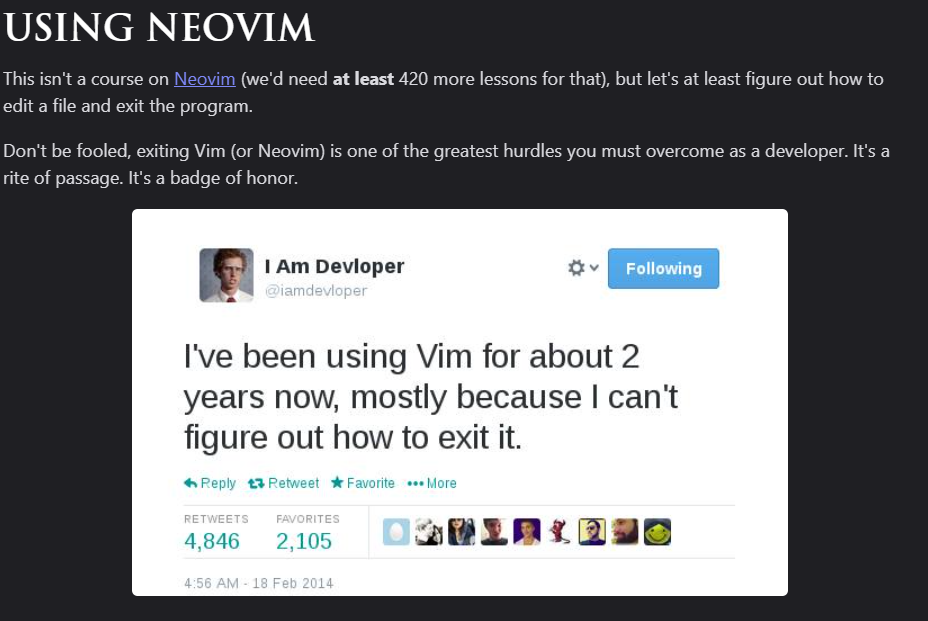 USING NEOVIM
This isn't a course on Neovim (we'd need at least 420 more lessons for that), but let's at least figure out how to
edit a file and exit the program.
Don't be fooled, exiting Vim (or Neovim) is one of the greatest hurdles you must overcome as a developer. It's a
rite of passage. It's a badge of honor.
I Am Devloper
@iamdevloper
Following
I've been using Vim for about 2
years now, mostly because I can't
figure out how to exit it.
Reply Retweet Favorite More
RETWEETS FAVORITES
4,846 2,105
4:56 AM - 18 Feb 2014